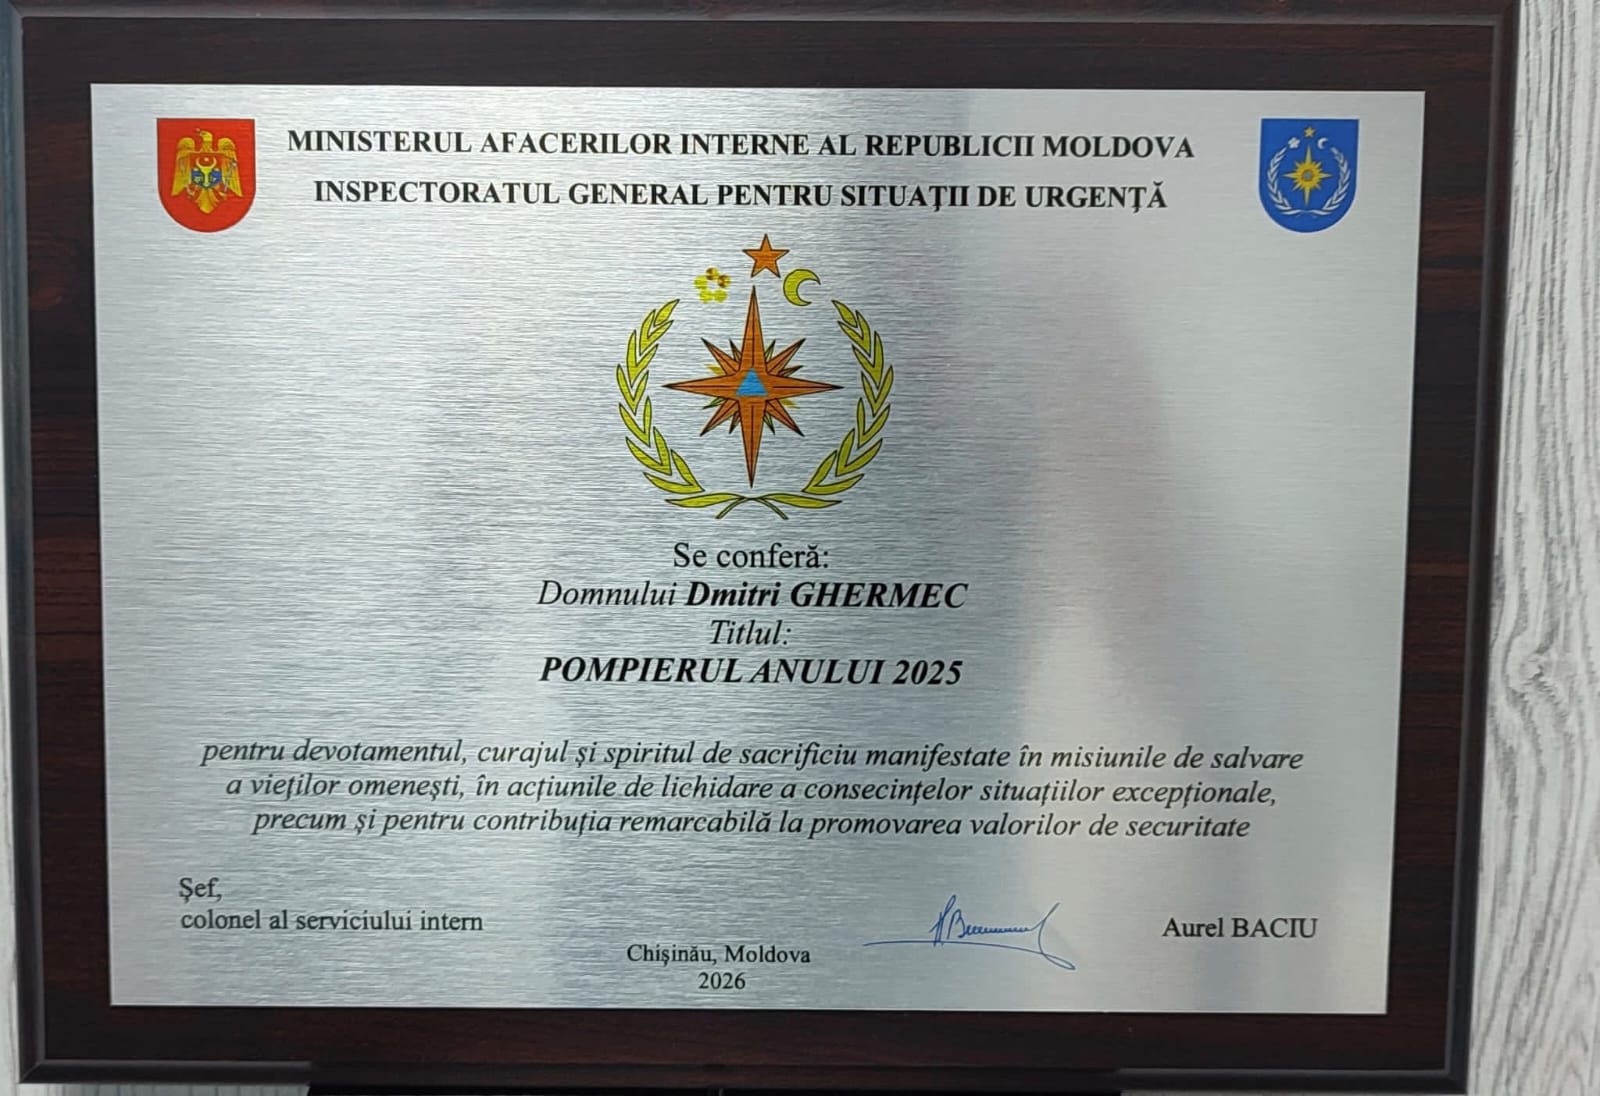 MINISTERUL AFACERILOR INTERNE AL REPUBLICII MOLDOVA
INSPECTORATUL GENERAL PENTRU SITUAŢII DE URGENŢĂ
Se conferă:
Domnului Dmitri GHERMEC
Titlul:
POMPIERUL ANULUI 2025
pentru devotamentul, curajul şi spiritul de sacrificiu manifestate în misiunile de salvare
a vieţilor omeneşti, în acţiunile de lichidare a consecinţelor situaţiilor excepţionale,
precum şi pentru contribuţia remarcabilă la promovarea valorilor de securitate
Şef,
colonel al serviciului intern
Aurel BACIU
Chişinău, Moldova
2026